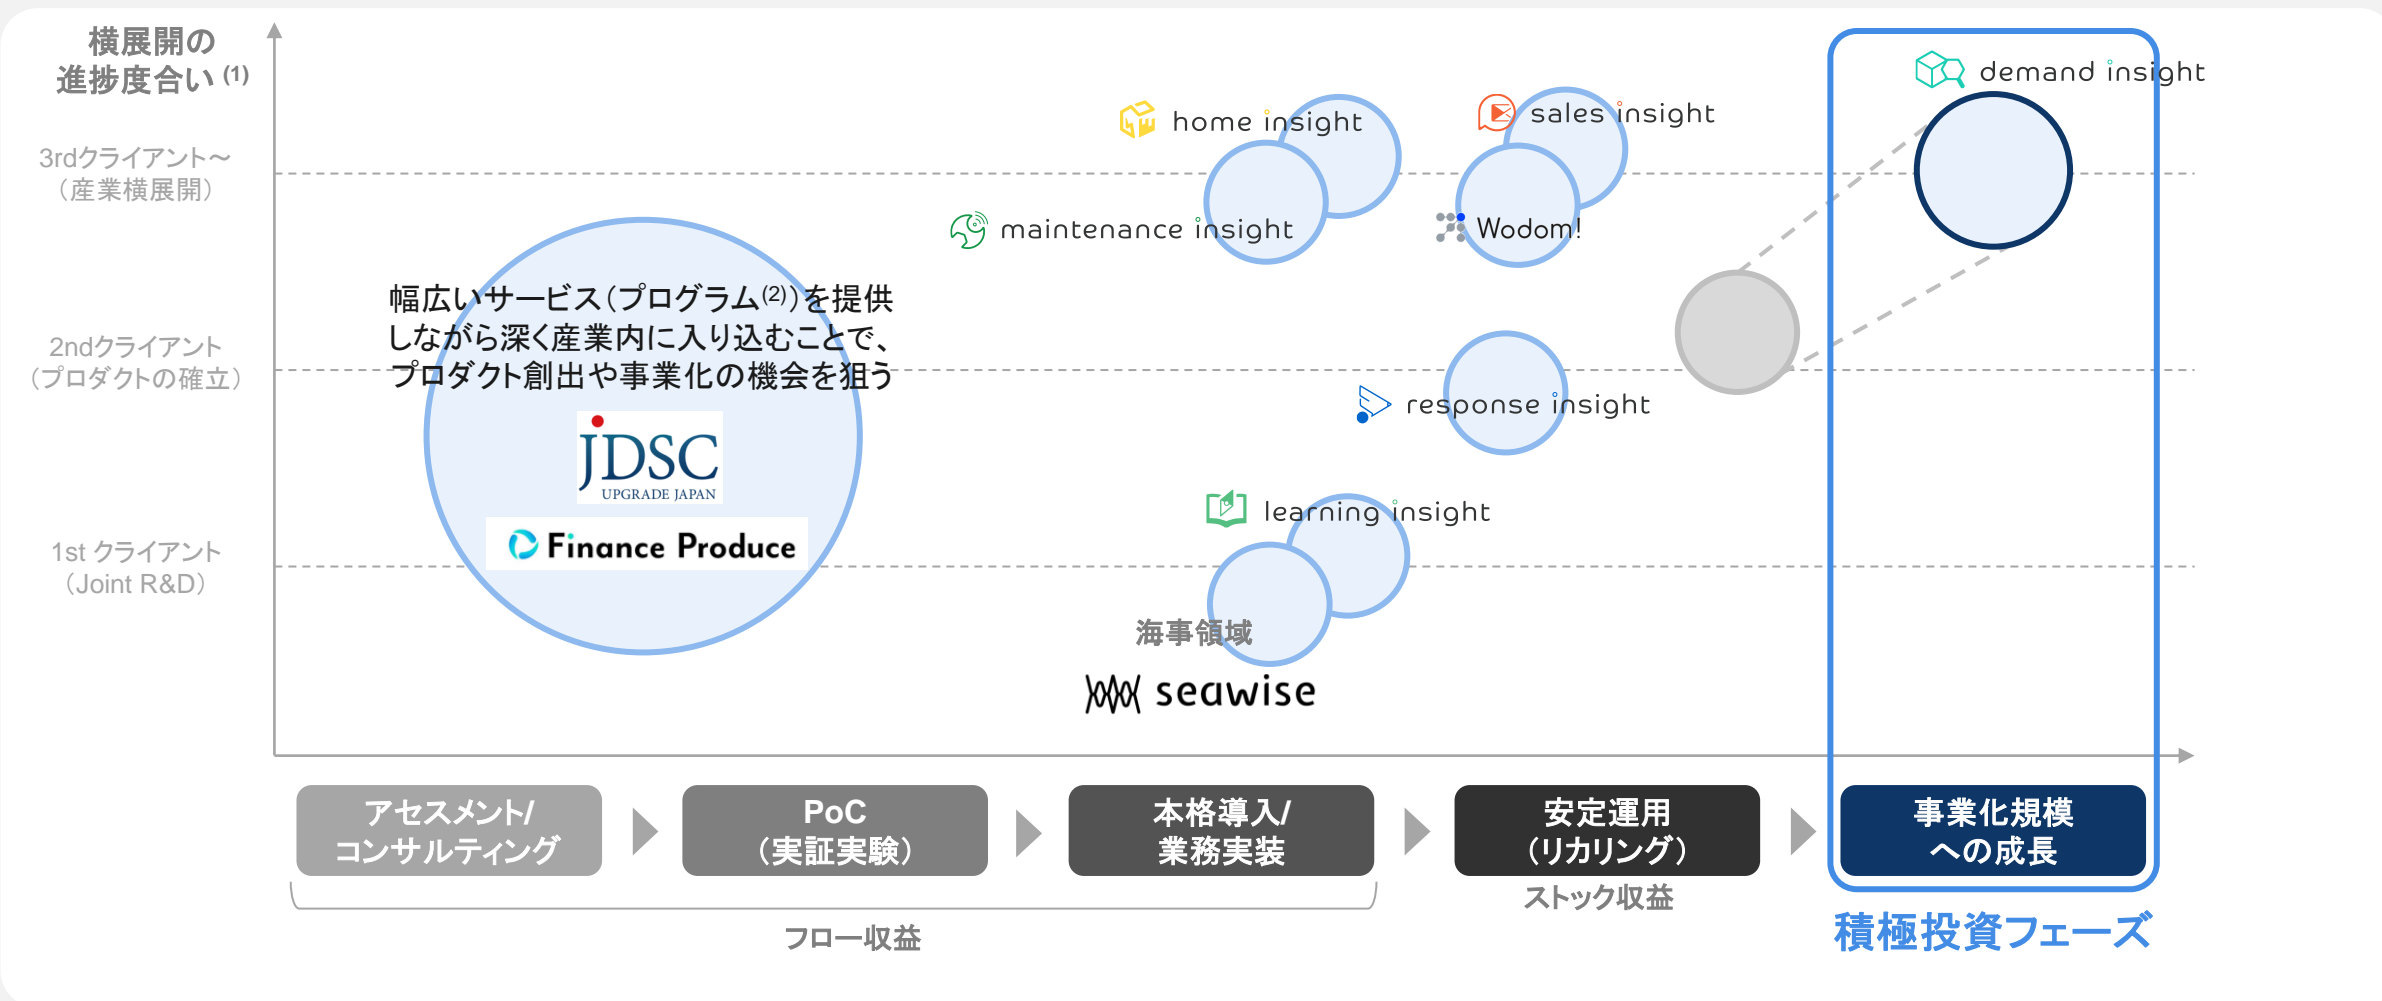 横展開の
進捗度合い (1)
3rdクライアント～
（産業横展開）
2ndクライアント
（プロダクトの確立）
1st クライアント
（Joint R&D）
幅広いサービス（プログラム(2)）を提供
しながら深く産業内に入り込むことで、
プロダクト創出や事業化の機会を狙う
JDSC
UPGRADE JAPAN
Finance Produce
home insight
maintenance insight
sales insight
Wodom!
response insight
learning insight
海事領域
seawise
demand insight
アセスメント/
コンサルティング
PoC
（実証実験）
本格導入/
業務実装
安定運用
（リカリング）
事業化規模
への成長
フロー収益
ストック収益
積極投資フェーズ